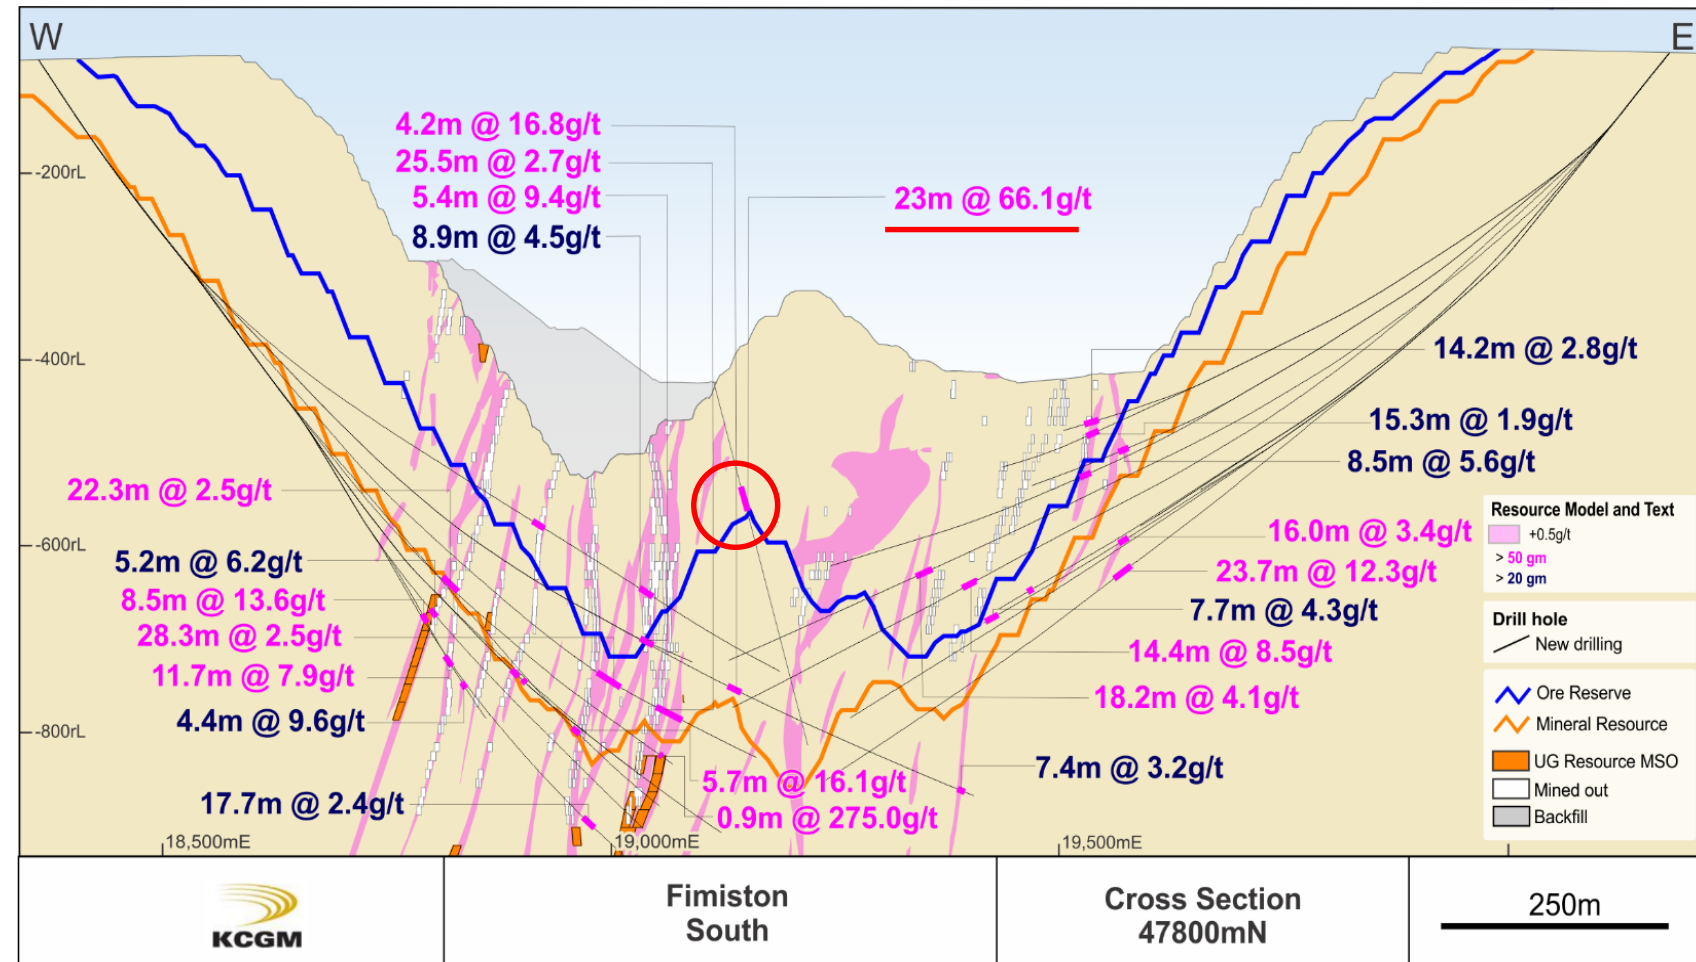 W
E
4.2m @ 16.8g/t
25.5m @ 2.7g/t
5.4m @ 9.4g/t
8.9m @ 4.5g/t
23m @ 66.1g/t
-200rL
-400rL
-600rL
-800rL
14.2m @ 2.8g/t
15.3m @ 1.9g/t
8.5m @ 5.6g/t
16.0m @ 3.4g/t
23.7m @ 12.3g/t
7.7m @ 4.3g/t
14.4m @ 8.5g/t
18.2m @ 4.1g/t
7.4m @ 3.2g/t
22.3m @ 2.5g/t
5.2m @ 6.2g/t
8.5m @ 13.6g/t
28.3m @ 2.5g/t
11.7m @ 7.9g/t
4.4m @ 9.6g/t
17.7m @ 2.4g/t
5.7m @ 16.1g/t
0.9m @ 275.0g/t
18,500mE
19,000mE
19,500mE
Resource Model and Text
+0.5g/t
> 50 gm
> 20 gm
Drill hole
New drilling
Ore Reserve
Mineral Resource
UG Resource MSO
Mined out
Backfill
KCGM
Fimiston
South
Cross Section
47800mN
250m